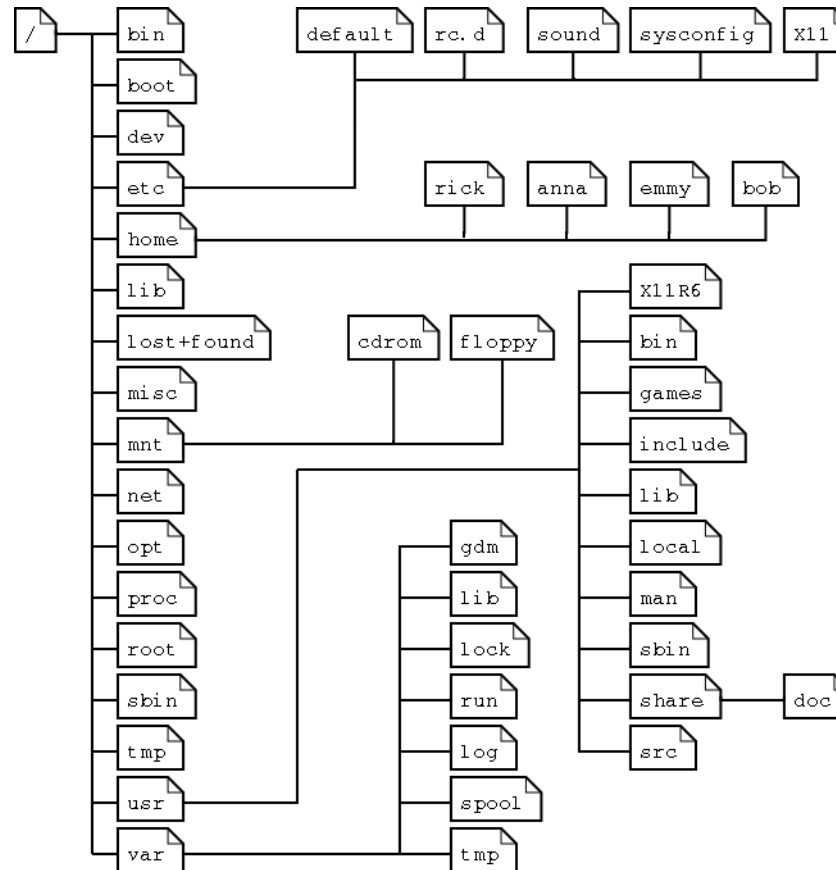 / bin default rc.d sound sysconfig X11
boot
dev
etc rick anna emmy bob
home
lib X11R6
lost+found cdrom floppy bin
misc games
mnt include
net lib
opt gdm local
proc lib man
root lock sbin
sbin run share doc
tmp log src
usr spool
var tmp